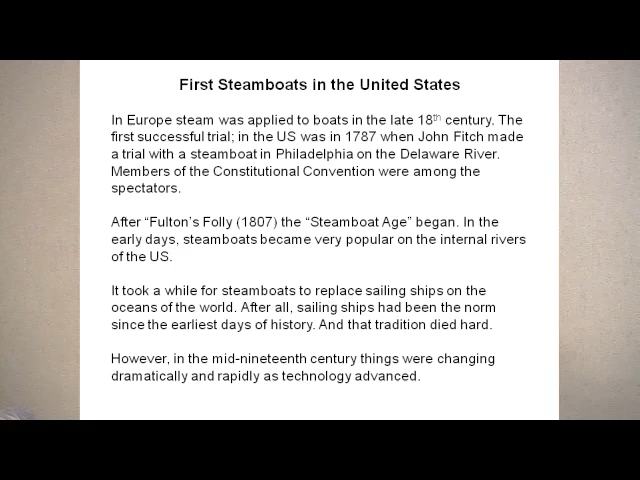 First Steamboats in the United States
In Europe steam was applied to boats in the late 18th century. The
first successful trial; in the US was in 1787 when John Fitch made
a trial with a steamboat in Philadelphia on the Delaware River.
Members of the Constitutional Convention were among the
spectators.
After “Fulton’s Folly (1807) the “Steamboat Age” began. In the
early days, steamboats became very popular on the internal rivers
of the US.
It took a while for steamboats to replace sailing ships on the
oceans of the world. After all, sailing ships had been the norm
since the earliest days of history. And that tradition died hard.
However, in the mid-nineteenth century things were changing
dramatically and rapidly as technology advanced.